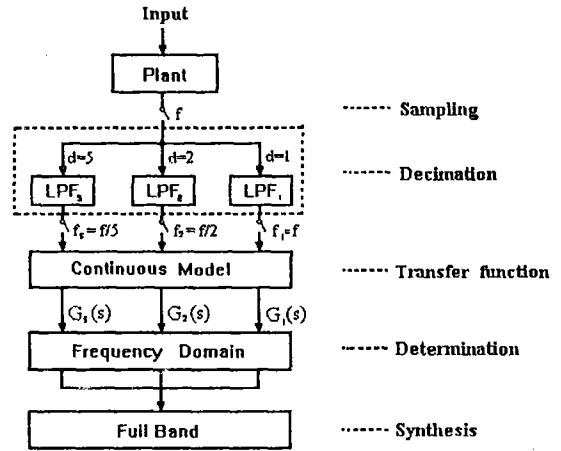 Input
Plant
f
Sampling
d=5 d=2 d=1
Decimation
LPF₅ LPF₂ LPF₁
f₅=f/5 f₂=f/2 f₁=f
Continuous Model
Transfer function
G₅(s) G₂(s) G₁(s)
Frequency Domain
Determination
Full Band
Synthesis